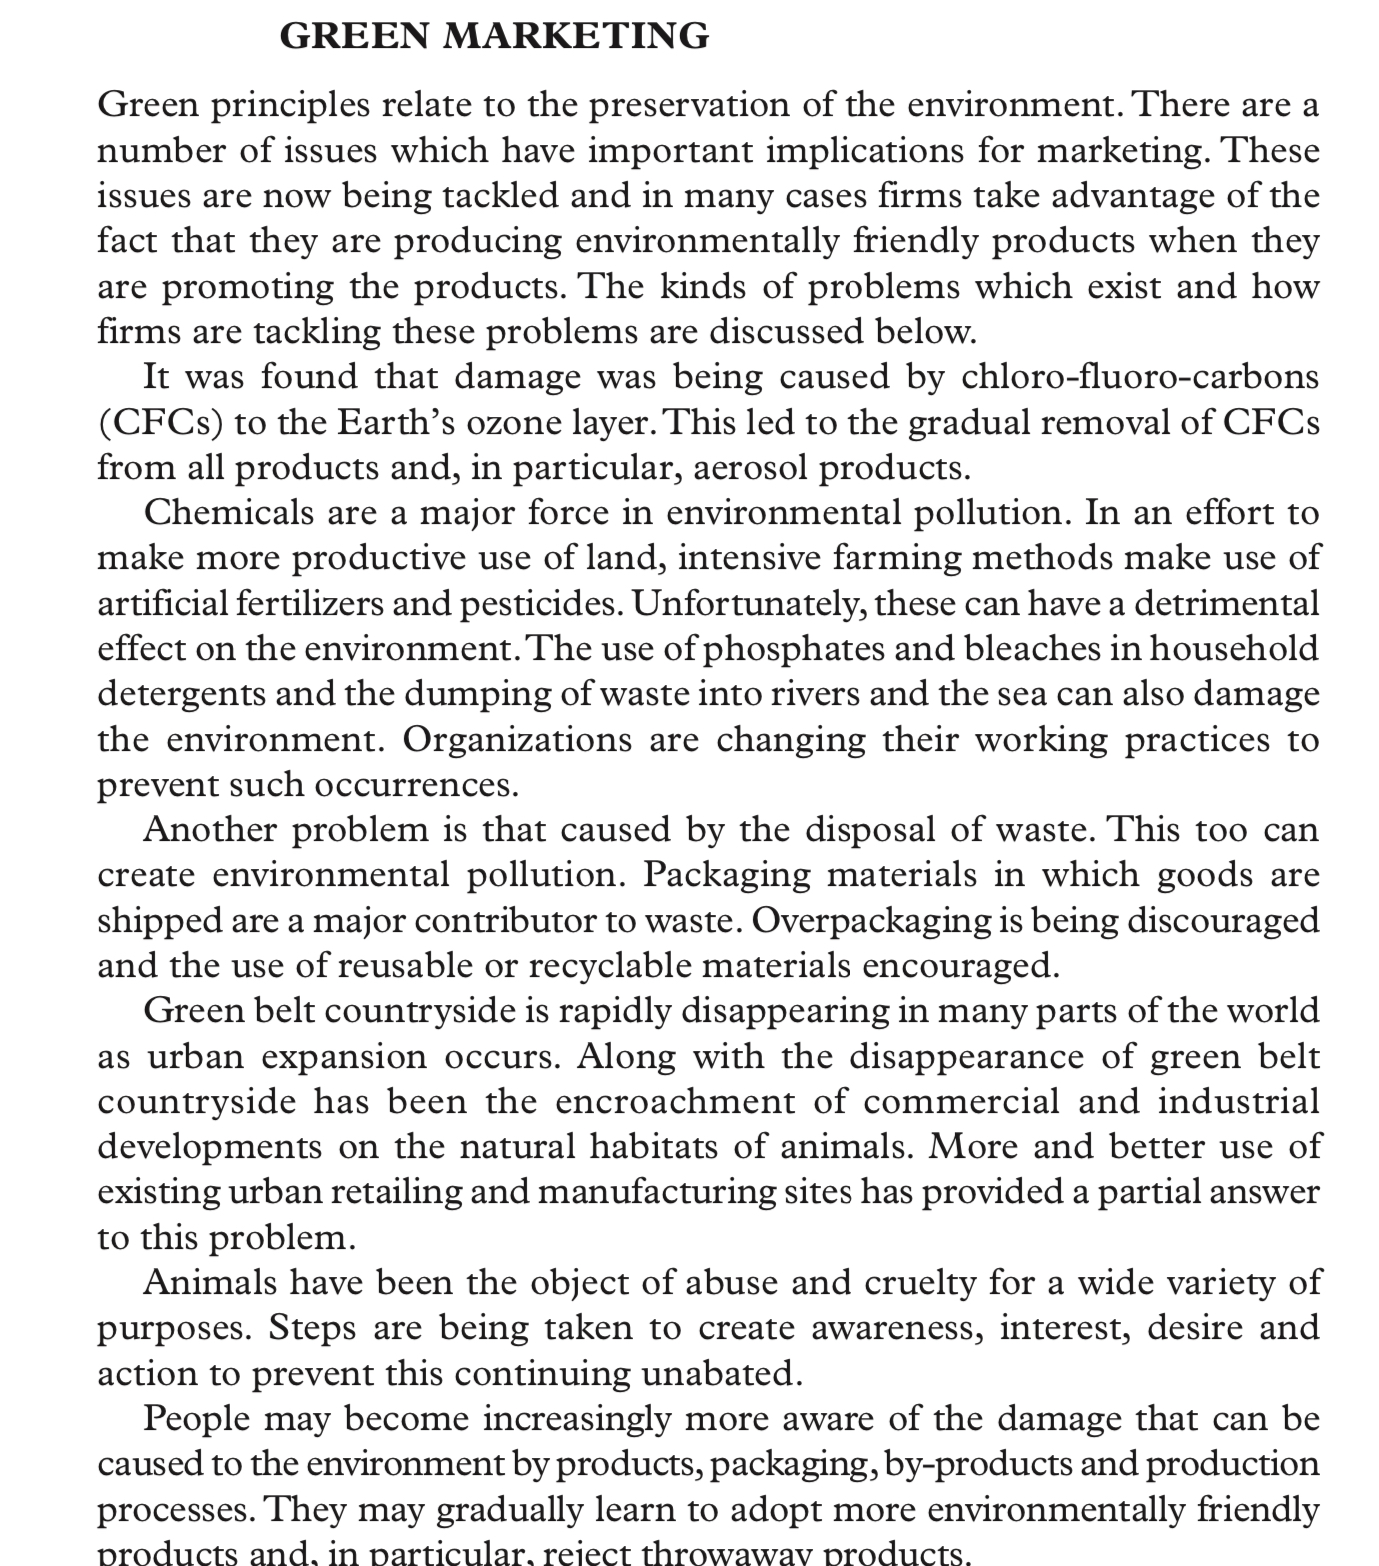 GREEN MARKETING
Green principles relate to the preservation of the environment. There are a
number of issues which have important implications for marketing. These
issues are now being tackled and in many cases firms take advantage of the
fact that they are producing environmentally friendly products when they
are promoting the products. The kinds of problems which exist and how
firms are tackling these problems are discussed below.
It was found that damage was being caused by chloro-fluoro-carbons
(CFCs) to the Earth's ozone layer. This led to the gradual removal of CFCs
from all products and, in particular, aerosol products.
Chemicals are a major force in environmental pollution. In an effort to
make more productive use of land, intensive farming methods make use of
artificial fertilizers and pesticides. Unfortunately, these can have a detrimental
effect on the environment. The use of phosphates and bleaches in household
detergents and the dumping of waste into rivers and the sea can also damage
the environment. Organizations are changing their working practices to
prevent such occurrences.
Another problem is that caused by the disposal of waste. This too can
create environmental pollution. Packaging materials in which goods are
shipped are a major contributor to waste. Overpackaging is being discouraged
and the use of reusable or recyclable materials encouraged.
Green belt countryside is rapidly disappearing in many parts of the world
as urban expansion occurs. Along with the disappearance of green belt
countryside has been the encroachment of commercial and industrial
developments on the natural habitats of animals. More and better use of
existing urban retailing and manufacturing sites has provided a partial answer
to this problem.
Animals have been the object of abuse and cruelty for a wide variety of
purposes. Steps are being taken to create awareness, interest, desire and
action to prevent this continuing unabated.
People may become increasingly more aware of the damage that can be
caused to the environment by products, packaging, by-products and production
processes. They may gradually learn to adopt more environmentally friendly
products and, in particular, reject throwaway products.